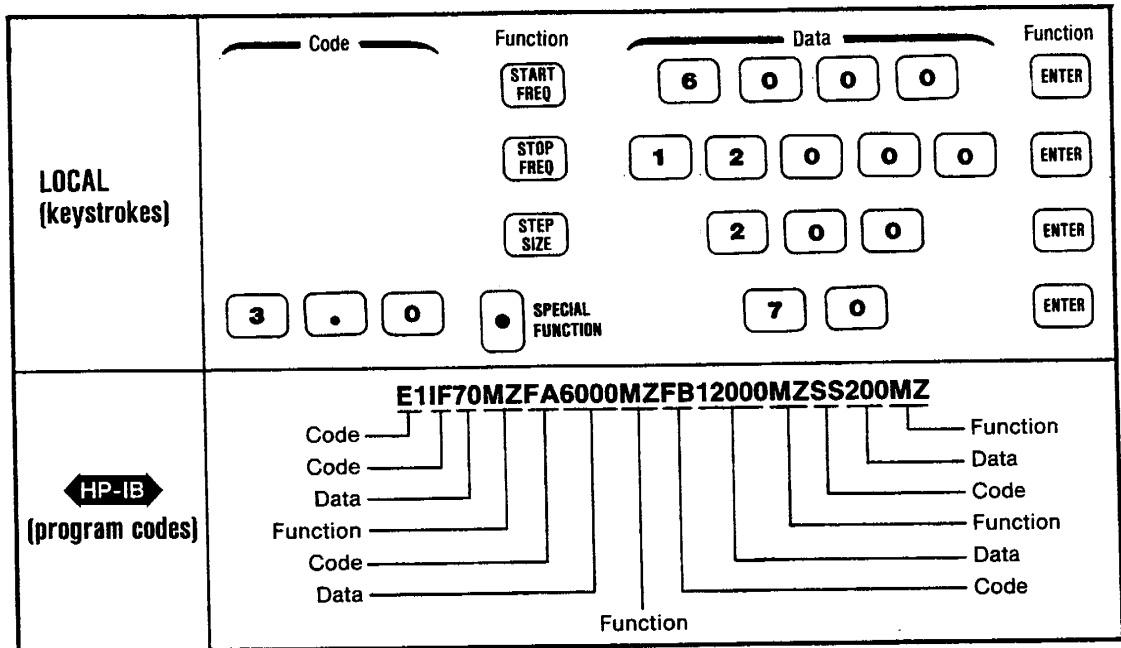 Code Function Data Function
START FREQ 6 0 0 0 ENTER
STOP FREQ 1 2 0 0 0 ENTER
LOCAL
(keystrokes)
STEP SIZE 2 0 0 ENTER
3 . 0 SPECIAL FUNCTION 7 0 ENTER
E1IF70MZFA6000MZFB12000MZSS200MZ
HP-IB
(program codes)
Code
Code
Data
Function
Code
Data
Function
Function
Data
Code
Function
Data
Code